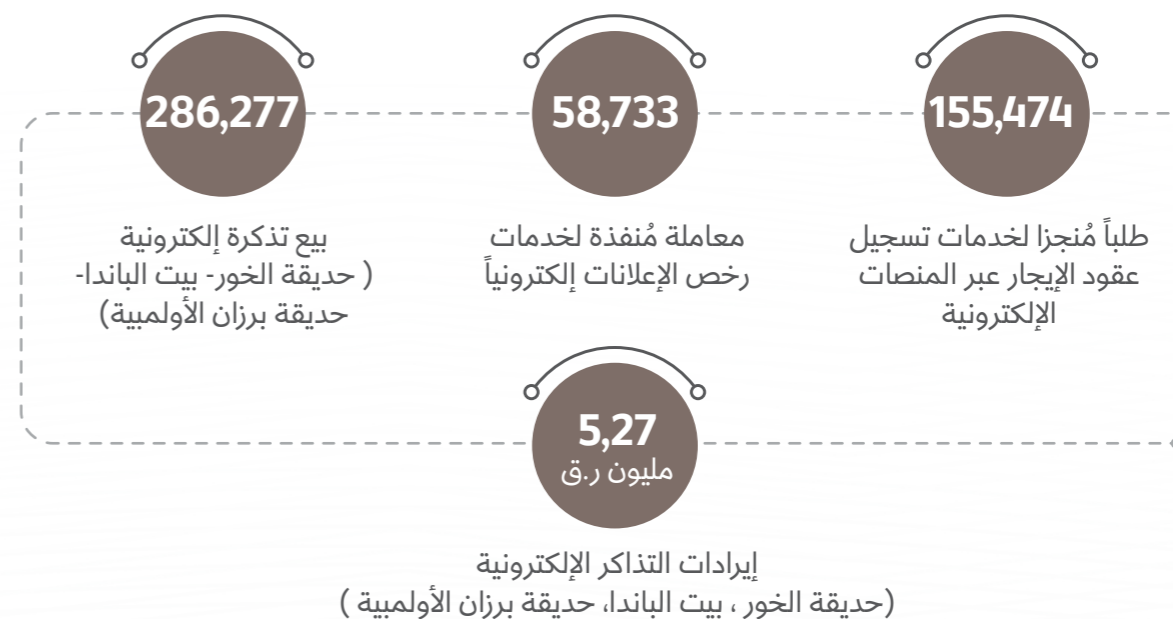 155,474
طلباً مُنجزا لخدمات تسجيل
عقود الإيجار عبر المنصات
الإلكترونية
58,733
معاملة مُنفذة لخدمات
رخص الإعلانات إلكترونياً
286,277
بيع تذكرة إلكترونية
( حديقة الخور- بيت الباندا-
حديقة برزان الأولمبية)
5,27
مليون ر.ق
إيرادات التذاكر الإلكترونية
(حديقة الخور ، بيت الباندا، حديقة برزان الأولمبية )